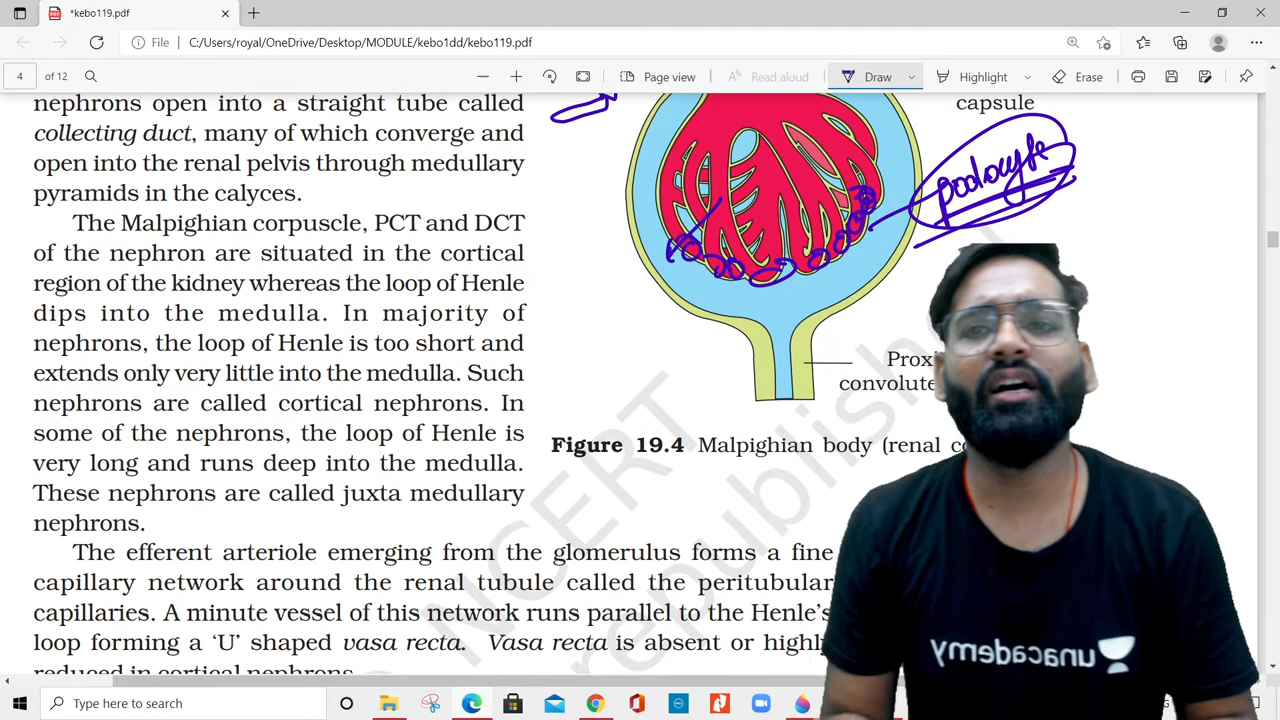 *kebo119.pdf
File
C:/Users/royal/OneDrive/Desktop/MODULE/kebo1dd/kebo119.pdf
4 of 12
Page view
Read aloud
Draw
Highlight
Erase
nephrons open into a straight tube called
collecting duct, many of which converge and
open into the renal pelvis through medullary
pyramids in the calyces.
The Malpighian corpuscle, PCT and DCT
of the nephron are situated in the cortical
region of the kidney whereas the loop of Henle
dips into the medulla. In majority of
nephrons, the loop of Henle is too short and
extends only very little into the medulla. Such
nephrons are called cortical nephrons. In
some of the nephrons, the loop of Henle is
very long and runs deep into the medulla.
These nephrons are called juxta medullary
nephrons.
The efferent arteriole emerging from the glomerulus forms a fine
capillary network around the renal tubule called the peritubular
capillaries. A minute vessel of this network runs parallel to the Henle's
loop forming a 'U' shaped vasa recta. Vasa recta is absent or highly
reduced in cortical nephrons.
capsule
podocyte
Figure 19.4 Malpighian body (renal
NCERT
republished
unacademy
Type here to search